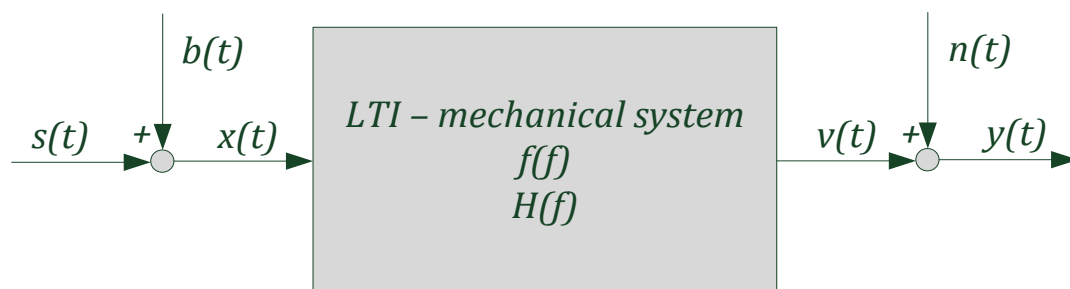 b(t)
n(t)
s(t) + x(t)
LTI – mechanical system
f(f)
H(f)
v(t) + y(t)